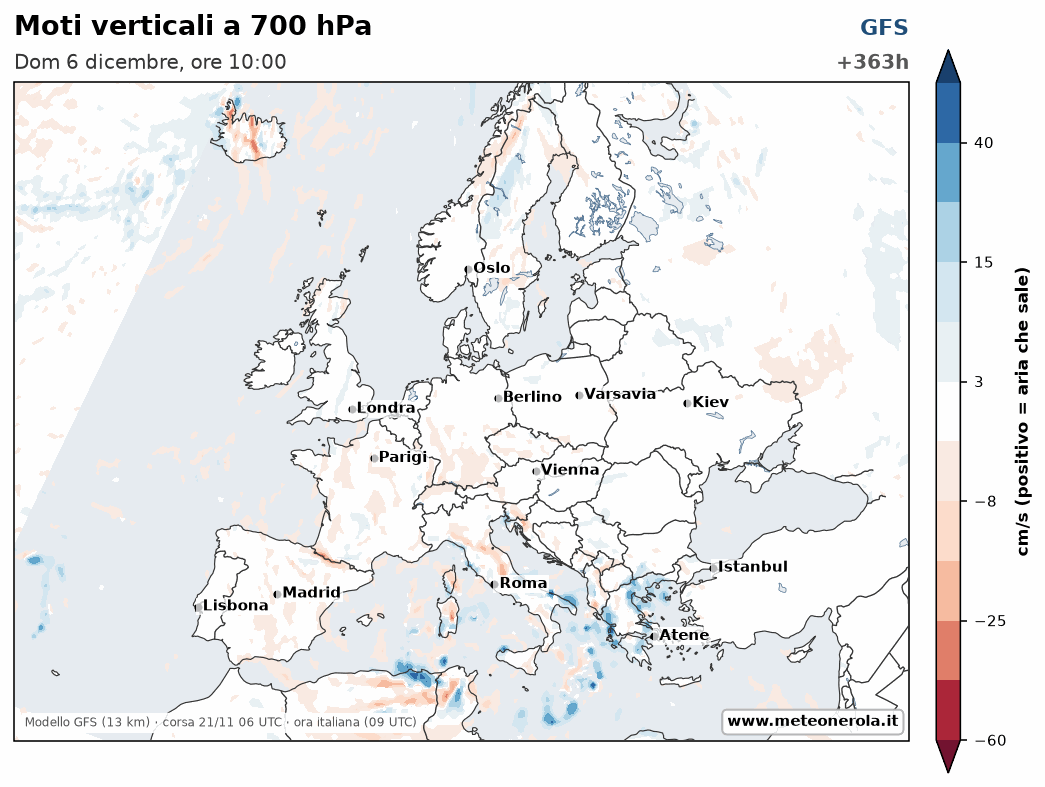 Moti verticali a 700 hPa
GFS
Dom 6 dicembre, ore 10:00
+363h
Oslo
Londra
Berlino
Varsavia
Kiev
Parigi
Vienna
Istanbul
Roma
Madrid
Lisbona
Atene
Modello GFS (13 km) · corsa 21/11 06 UTC · ora italiana (09 UTC)
www.meteonerola.it
40
15
3
−8
−25
−60
cm/s (positivo = aria che sale)